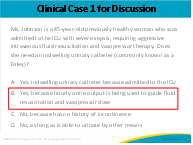 Clinical Case 1 for Discussion
Ms. Johnson is a 45-year-old previously healthy woman who was
admitted to the ICU with severe sepsis, requiring aggressive
intravenous fluid resuscitation and vasopressor therapy. Does
she need an indwelling urinary catheter (commonly known as a
Foley)?
A. Yes, indwelling urinary catheter because admitted to the ICU
B. Yes, because hourly urine output is being used to guide fluid
resuscitation and vasopressor dose
C. No, because has no history of incontinence
D. No, as long as able to urinate by other means